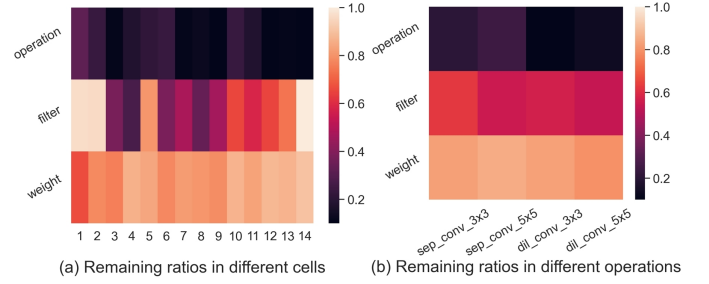 operation
filter
weight
1 2 3 4 5 6 7 8 9 10 11 12 13 14
1.0
0.8
0.6
0.4
0.2
(a) Remaining ratios in different cells
operation
filter
weight
sep_conv_3x3
sep_conv_5x5
dil_conv_3x3
dil_conv_5x5
1.0
0.8
0.6
0.4
0.2
(b) Remaining ratios in different operations